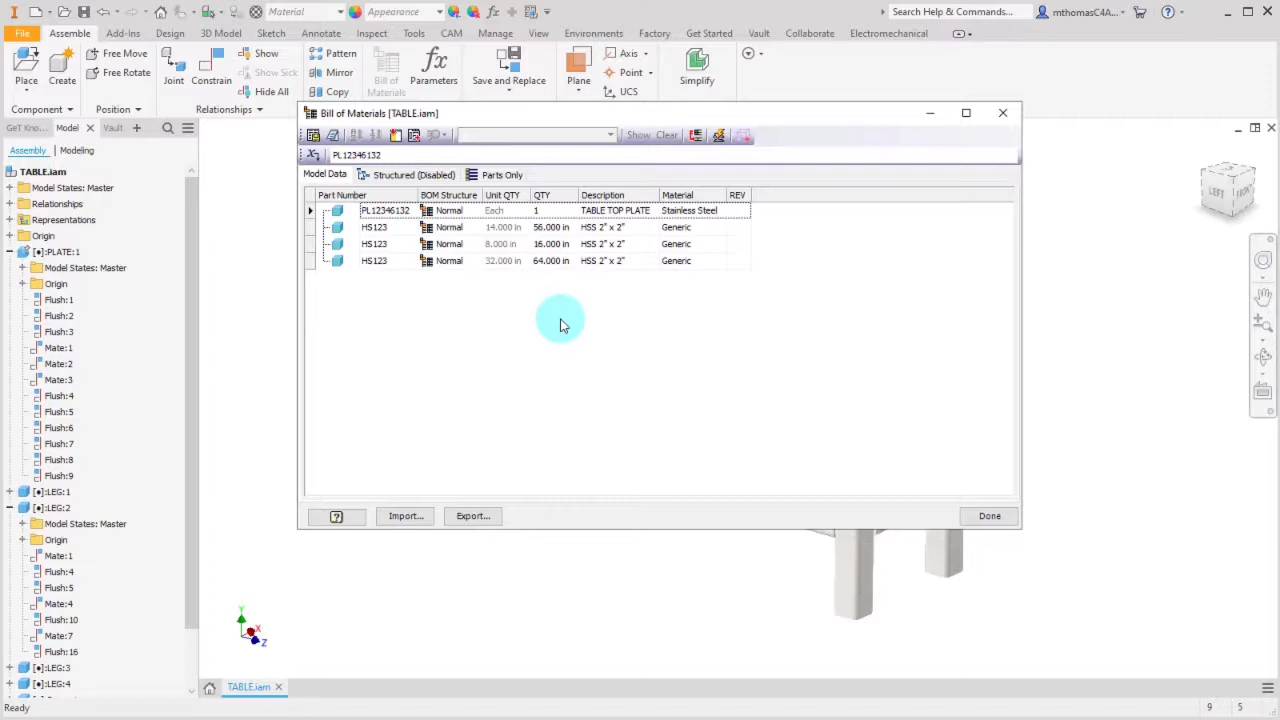 Material Appearance Search Help & Commands... mthomasC4A...
File Assemble Add-Ins Design 3D Model Sketch Annotate Inspect Tools CAM Manage View Environments Factory Get Started Vault Collaborate Electromechanical
Place Create Free Move Free Rotate Joint Constrain Show Show Sick Hide All Pattern Mirror Copy Bill of Materials fx Parameters Save and Replace Plane Axis Point UCS Simplify
Component Position Relationships
GeT Kno... Model Vault
Assembly Modeling
TABLE.iam
Model States: Master
Relationships
Representations
Origin
[●]:PLATE:1
Model States: Master
Origin
Flush:1
Flush:2
Flush:3
Mate:1
Mate:2
Mate:3
Flush:4
Flush:5
Flush:6
Flush:7
Flush:8
Flush:9
[●]:LEG:1
[●]:LEG:2
Model States: Master
Origin
Mate:1
Flush:4
Flush:5
Mate:4
Flush:10
Mate:7
Flush:16
[●]:LEG:3
[●]:LEG:4
Bill of Materials [TABLE.iam]
Show Clear
PL12346132
Model Data Structured (Disabled) Parts Only
Part Number BOM Structure Unit QTY QTY Description Material REV
PL12346132 Normal Each 1 TABLE TOP PLATE Stainless Steel
HS123 Normal 14.000 in 56.000 in HSS 2" x 2" Generic
HS123 Normal 8.000 in 16.000 in HSS 2" x 2" Generic
HS123 Normal 32.000 in 64.000 in HSS 2" x 2" Generic
Import... Export... Done
LEFT FRONT
Y
X
Z
TABLE.iam
Ready 9 5